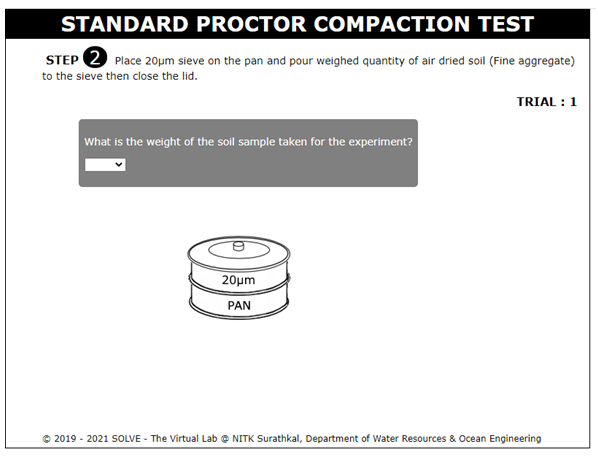 STANDARD PROCTOR COMPACTION TEST
STEP 2 Place 20μm sieve on the pan and pour weighed quantity of air dried soil (Fine aggregate)
to the sieve then close the lid.
TRIAL : 1
What is the weight of the soil sample taken for the experiment?
20μm
PAN
© 2019 - 2021 SOLVE - The Virtual Lab @ NITK Surathkal, Department of Water Resources & Ocean Engineering